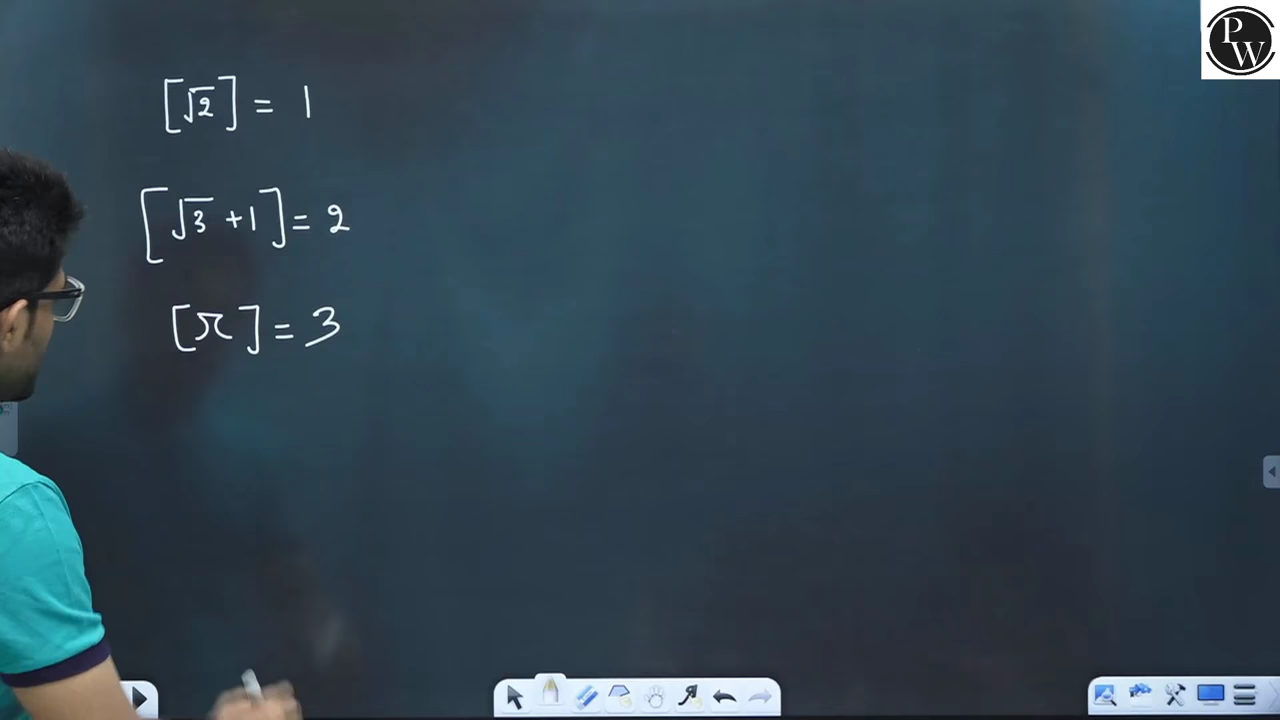 PW
[√2] = 1
[√3 + 1] = 2
[π] = 3